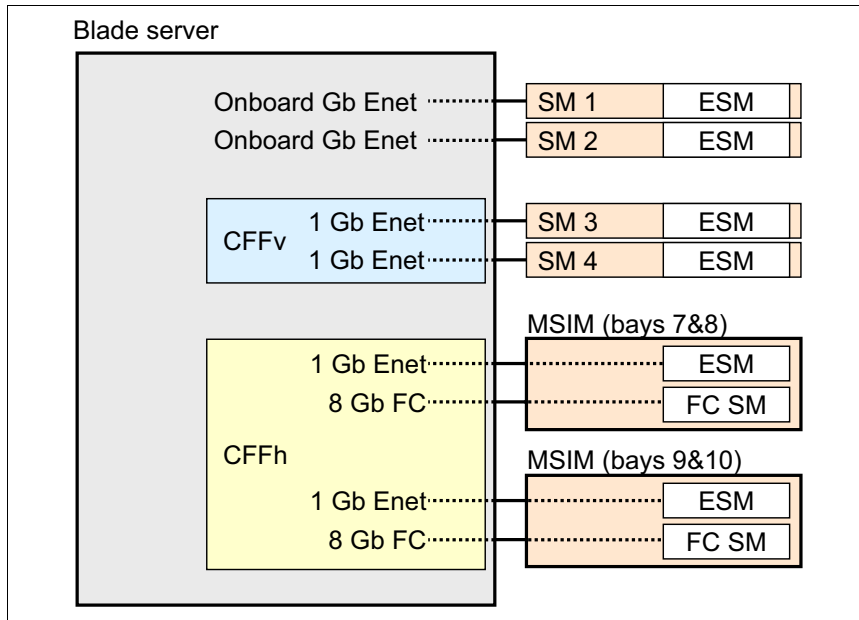 Blade server
Onboard Gb Enet SM 1 ESM
Onboard Gb Enet SM 2 ESM
CFFv
1 Gb Enet SM 3 ESM
1 Gb Enet SM 4 ESM
MSIM (bays 7&8)
1 Gb Enet ESM
8 Gb FC FC SM
CFFh
MSIM (bays 9&10)
1 Gb Enet ESM
8 Gb FC FC SM